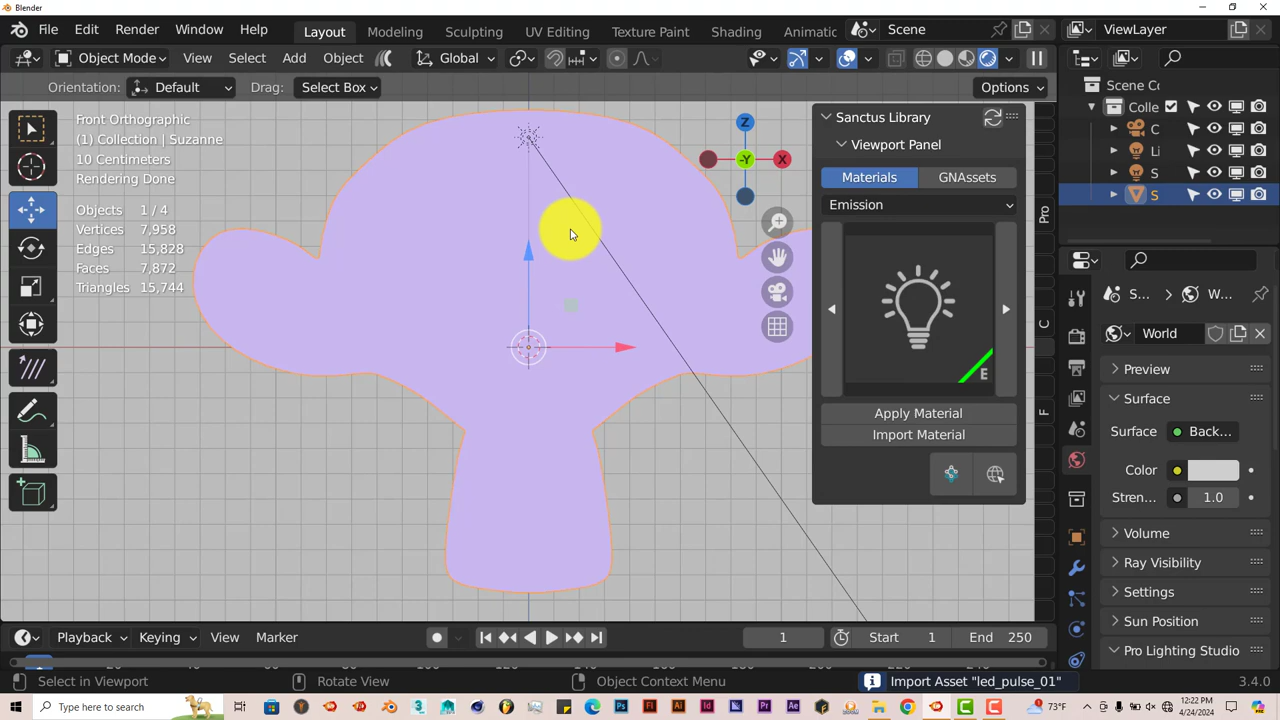 Blender
File Edit Render Window Help Layout Modeling Sculpting UV Editing Texture Paint Shading Animatic Scene ViewLayer
Object Mode View Select Add Object Global
Orientation: Default Drag: Select Box Options
Front Orthographic
(1) Collection | Suzanne
10 Centimeters
Rendering Done
Objects 1 / 4
Vertices 7,958
Edges 15,828
Faces 7,872
Triangles 15,744
Z
X
-Y
Sanctus Library
Viewport Panel
Materials GNAssets
Emission
E
Apply Material
Import Material
Pro
C
F
Scene Co
Colle
C
Li
S
S
S... W...
World
Preview
Surface
Surface Back...
Color
Stren... 1.0
Volume
Ray Visibility
Settings
Sun Position
Pro Lighting Studio
Playback Keying View Marker 1 Start 1 End 250
Select in Viewport Rotate View Object Context Menu Import Asset "led_pulse_01" 3.4.0
Type here to search 73°F 12:22 PM
4/24/2024